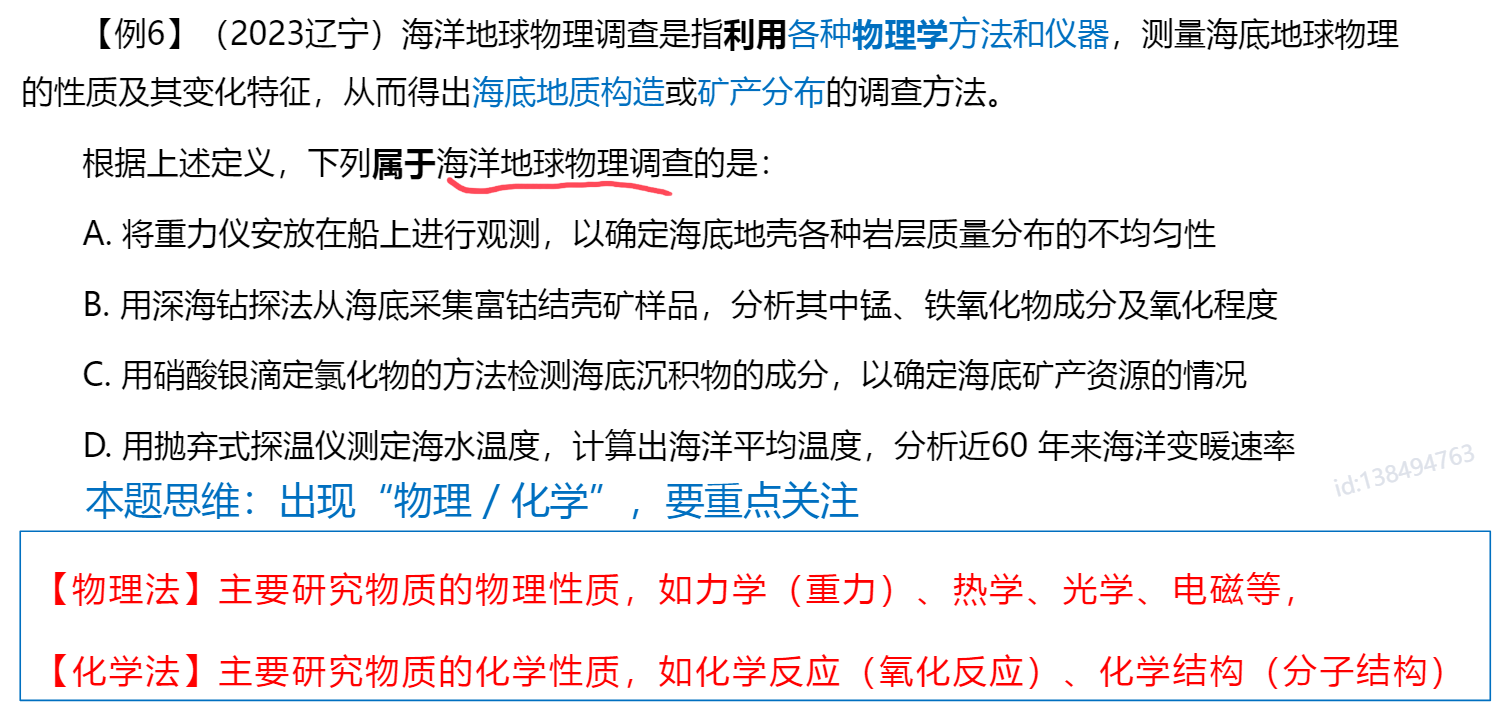 【例6】（2023辽宁）海洋地球物理调查是指利用各种物理学方法和仪器，测量海底地球物理
的性质及其变化特征，从而得出海底地质构造或矿产分布的调查方法。
根据上述定义，下列属于海洋地球物理调查的是：
A. 将重力仪安放在船上进行观测，以确定海底地壳各种岩层质量分布的不均匀性
B. 用深海钻探法从海底采集富钴结壳矿样品，分析其中锰、铁氧化物成分及氧化程度
C. 用硝酸银滴定氯化物的方法检测海底沉积物的成分，以确定海底矿产资源的情况
D. 用抛弃式探温仪测定海水温度，计算出海洋平均温度，分析近60 年来海洋变暖速率
id:138494763
本题思维：出现“物理 / 化学”，要重点关注
【物理法】主要研究物质的物理性质，如力学（重力）、热学、光学、电磁等，
【化学法】主要研究物质的化学性质，如化学反应（氧化反应）、化学结构（分子结构）